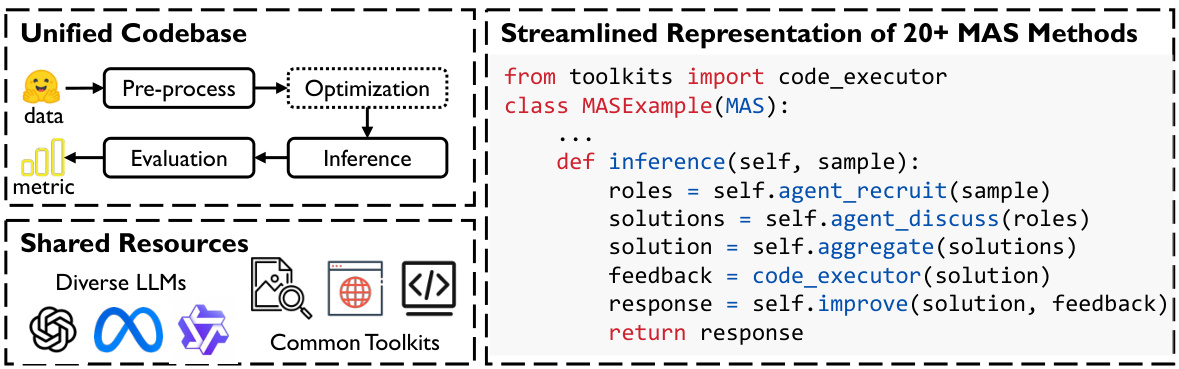 Unified Codebase
data
Pre-process
Optimization
metric
Evaluation
Inference
Shared Resources
Diverse LLMs
</>
Common Toolkits
Streamlined Representation of 20+ MAS Methods
from toolkits import code_executor
class MASExample(MAS):
    ...
    def inference(self, sample):
        roles = self.agent_recruit(sample)
        solutions = self.agent_discuss(roles)
        solution = self.aggregate(solutions)
        feedback = code_executor(solution)
        response = self.improve(solution, feedback)
        return response